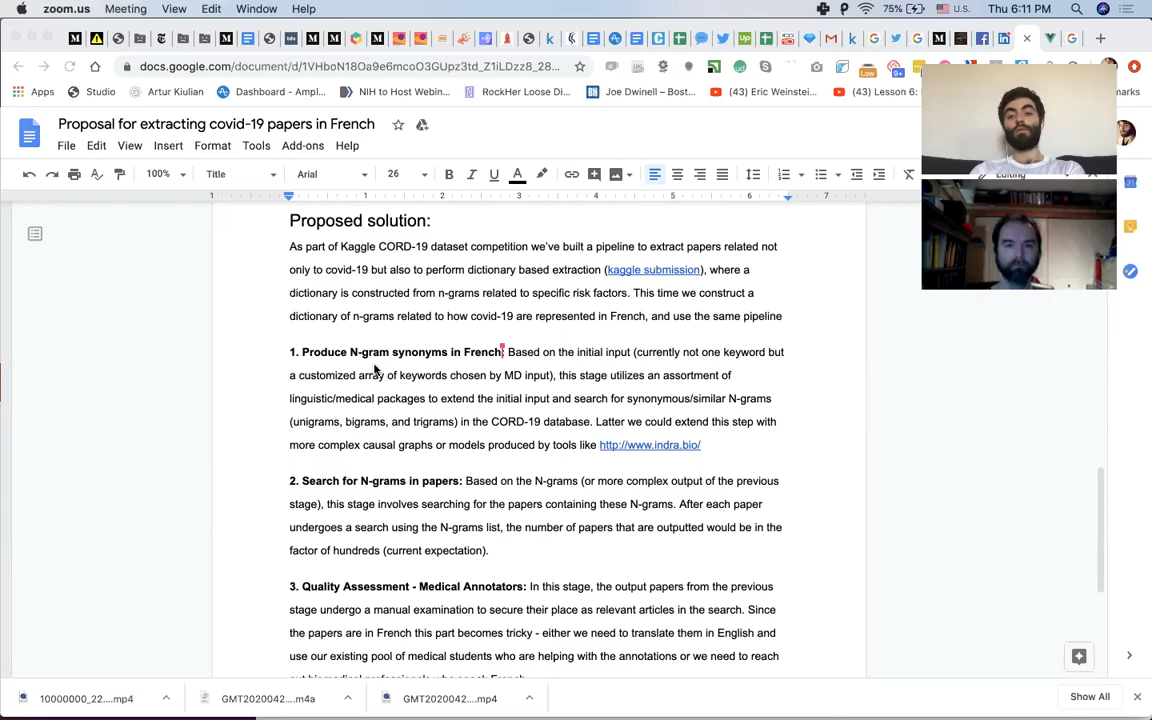 zoom.us Meeting View Edit Window Help 75% U.S. Thu 6:11 PM
docs.google.com/document/d/1VHboN18Oa9e6mcoO3GUpz3td_Z1iLDzz8_28...
Apps Studio Artur Kiulian Dashboard - Ampl... NIH to Host Webin... RockHer Loose Di... Joe Dwinell – Bost... (43) Eric Weinstei... (43) Lesson 6: marks
Proposal for extracting covid-19 papers in French
File Edit View Insert Format Tools Add-ons Help
100% Title Arial 26 B I U A Editing
1 1 2 3 4 5 6 7
Proposed solution:
As part of Kaggle CORD-19 dataset competition we've built a pipeline to extract papers related not
only to covid-19 but also to perform dictionary based extraction (kaggle submission), where a
dictionary is constructed from n-grams related to specific risk factors. This time we construct a
dictionary of n-grams related to how covid-19 are represented in French, and use the same pipeline
1. Produce N-gram synonyms in French: Based on the initial input (currently not one keyword but
a customized array of keywords chosen by MD input), this stage utilizes an assortment of
linguistic/medical packages to extend the initial input and search for synonymous/similar N-grams
(unigrams, bigrams, and trigrams) in the CORD-19 database. Latter we could extend this step with
more complex causal graphs or models produced by tools like http://www.indra.bio/
2. Search for N-grams in papers: Based on the N-grams (or more complex output of the previous
stage), this stage involves searching for the papers containing these N-grams. After each paper
undergoes a search using the N-grams list, the number of papers that are outputted would be in the
factor of hundreds (current expectation).
3. Quality Assessment - Medical Annotators: In this stage, the output papers from the previous
stage undergo a manual examination to secure their place as relevant articles in the search. Since
the papers are in French this part becomes tricky - either we need to translate them in English and
use our existing pool of medical students who are helping with the annotations or we need to reach
10000000_22....mp4 GMT2020042....m4a GMT2020042....mp4 Show All